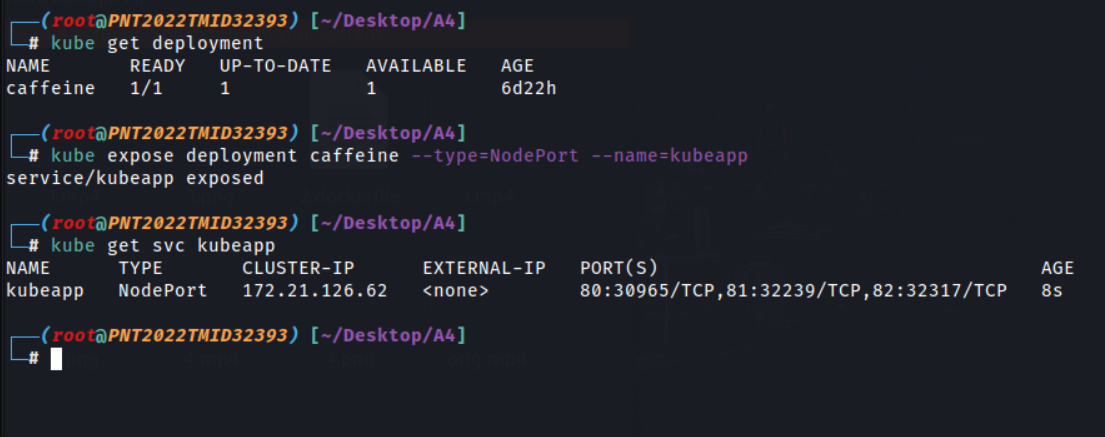 (root@PNT2022TMID32393) [~/Desktop/A4]
# kube get deployment
NAME READY UP-TO-DATE AVAILABLE AGE
caffeine 1/1 1 1 6d22h
(root@PNT2022TMID32393) [~/Desktop/A4]
# kube expose deployment caffeine --type=NodePort --name=kubeapp
service/kubeapp exposed
(root@PNT2022TMID32393) [~/Desktop/A4]
# kube get svc kubeapp
NAME TYPE CLUSTER-IP EXTERNAL-IP PORT(S) AGE
kubeapp NodePort 172.21.126.62 <none> 80:30965/TCP,81:32239/TCP,82:32317/TCP 8s
(root@PNT2022TMID32393) [~/Desktop/A4]
#